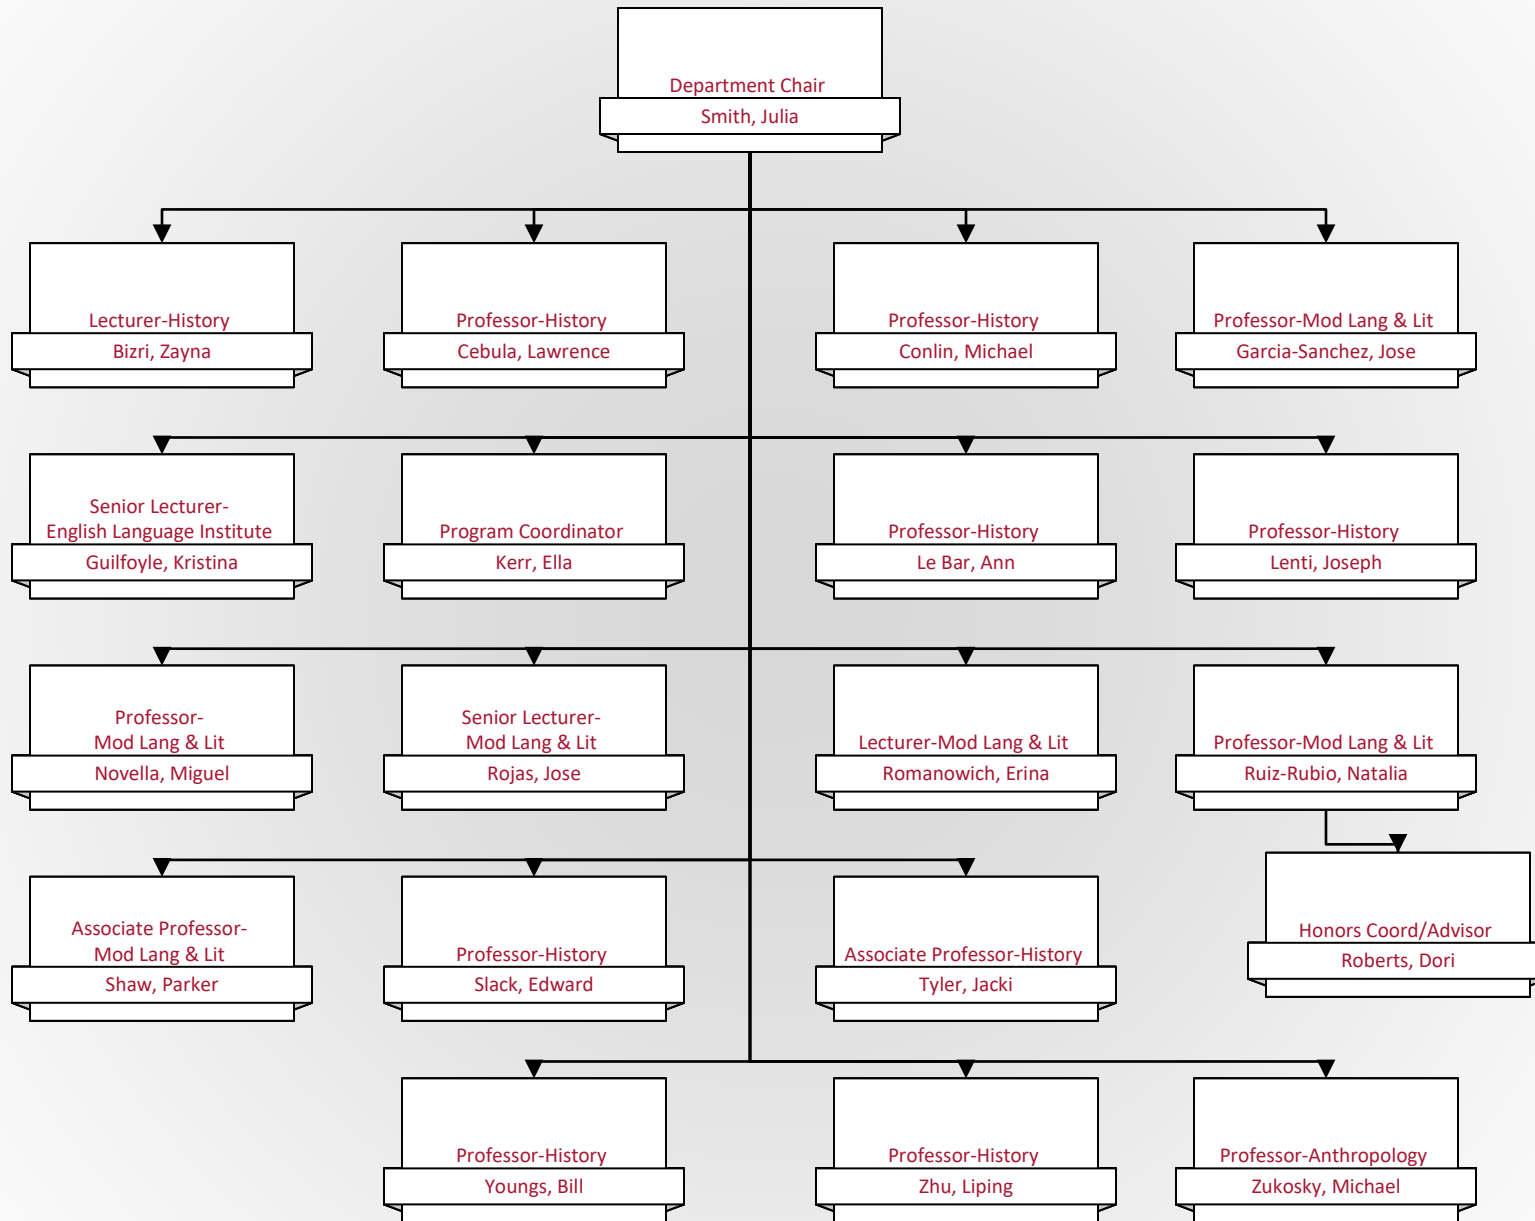 Department Chair
Smith, Julia
Lecturer-History
Bizri, Zayna
Professor-History
Cebula, Lawrence
Professor-History
Conlin, Michael
Professor-Mod Lang & Lit
Garcia-Sanchez, Jose
Senior Lecturer-
English Language Institute
Guilfoyle, Kristina
Program Coordinator
Kerr, Ella
Professor-History
Le Bar, Ann
Professor-History
Lenti, Joseph
Professor-
Mod Lang & Lit
Novella, Miguel
Senior Lecturer-
Mod Lang & Lit
Rojas, Jose
Lecturer-Mod Lang & Lit
Romanowich, Erina
Professor-Mod Lang & Lit
Ruiz-Rubio, Natalia
Associate Professor-
Mod Lang & Lit
Shaw, Parker
Professor-History
Slack, Edward
Associate Professor-History
Tyler, Jacki
Honors Coord/Advisor
Roberts, Dori
Professor-History
Youngs, Bill
Professor-History
Zhu, Liping
Professor-Anthropology
Zukosky, Michael